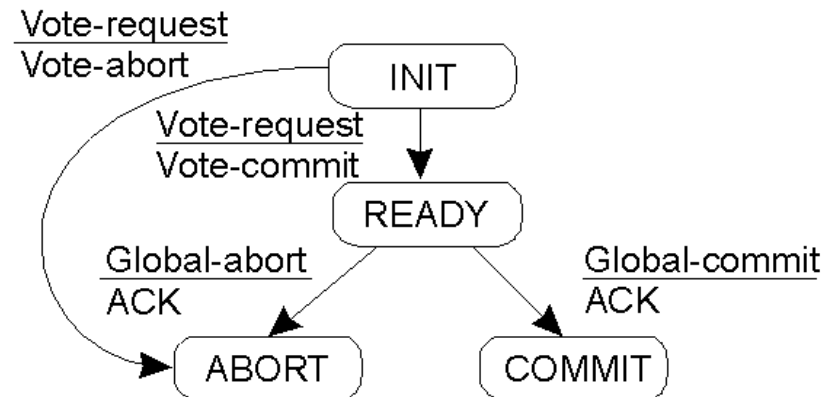 Vote-request
Vote-abort
INIT
Vote-request
Vote-commit
READY
Global-abort
ACK
Global-commit
ACK
ABORT
COMMIT